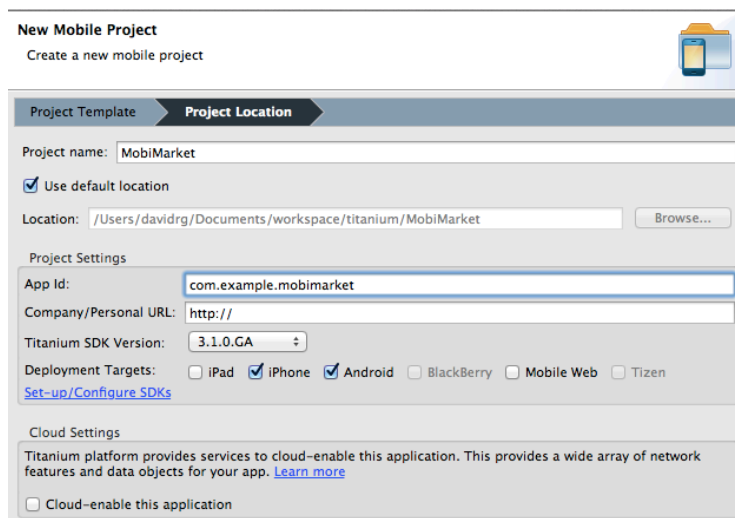 New Mobile Project
Create a new mobile project
Project Template Project Location
Project name: MobiMarket
Use default location
Location: /Users/davidrg/Documents/workspace/titanium/MobiMarket Browse...
Project Settings
App Id: com.example.mobimarket
Company/Personal URL: http://
Titanium SDK Version: 3.1.0.GA
Deployment Targets: iPad iPhone Android BlackBerry Mobile Web Tizen
Set-up/Configure SDKs
Cloud Settings
Titanium platform provides services to cloud-enable this application. This provides a wide array of network
features and data objects for your app. Learn more
Cloud-enable this application